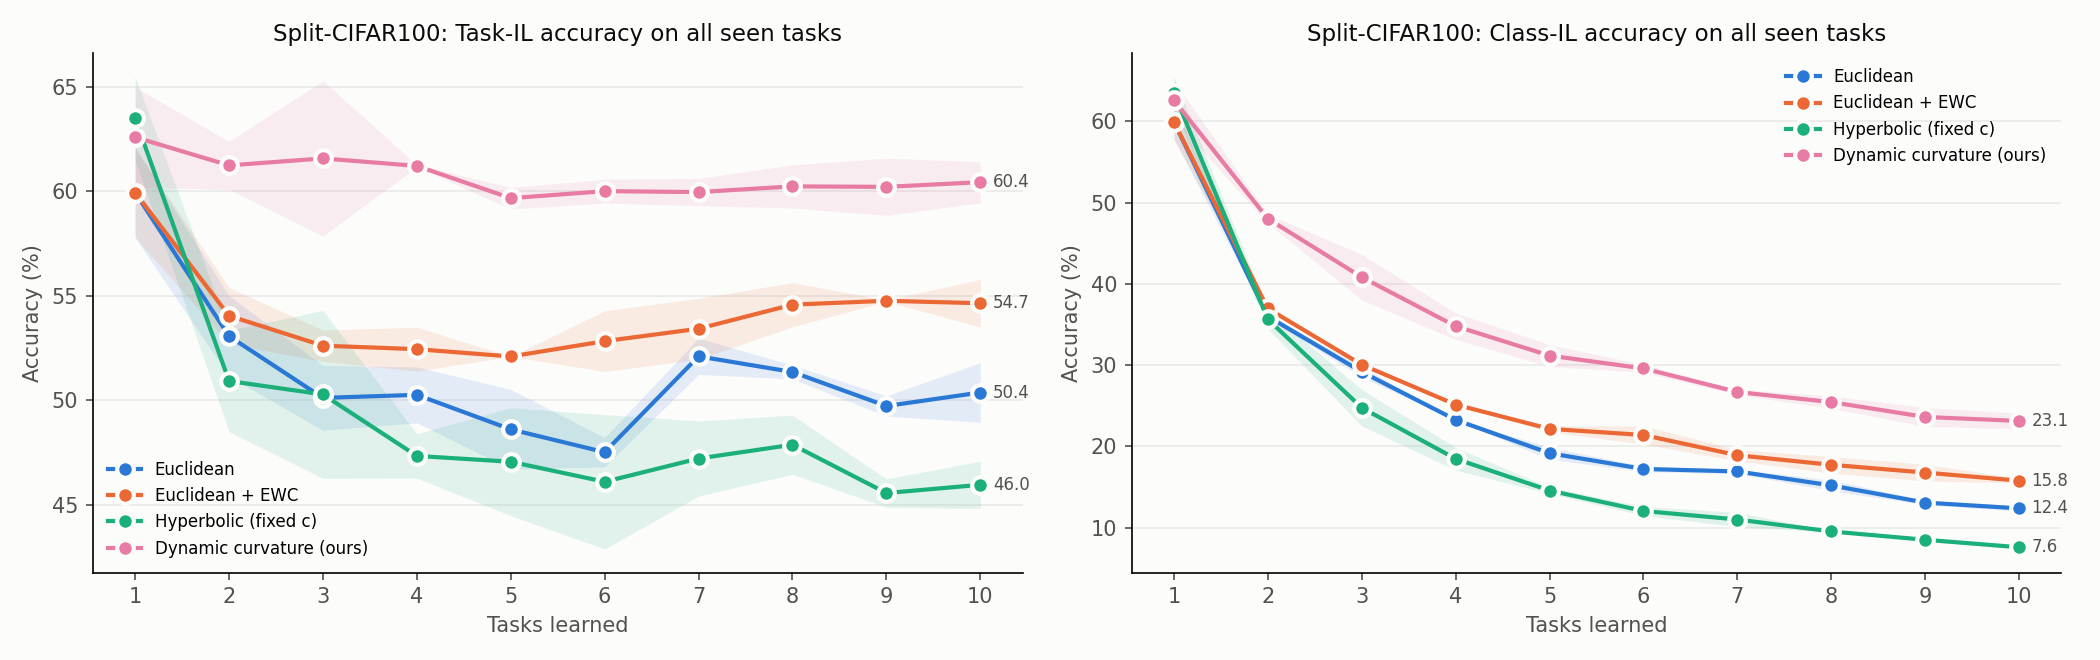 Split-CIFAR100: Task-IL accuracy on all seen tasks
Accuracy (%)
65
60
55
50
45
60.4
54.7
50.4
46.0
Euclidean
Euclidean + EWC
Hyperbolic (fixed c)
Dynamic curvature (ours)
1 2 3 4 5 6 7 8 9 10
Tasks learned
Split-CIFAR100: Class-IL accuracy on all seen tasks
Accuracy (%)
60
50
40
30
20
10
Euclidean
Euclidean + EWC
Hyperbolic (fixed c)
Dynamic curvature (ours)
23.1
15.8
12.4
7.6
1 2 3 4 5 6 7 8 9 10
Tasks learned